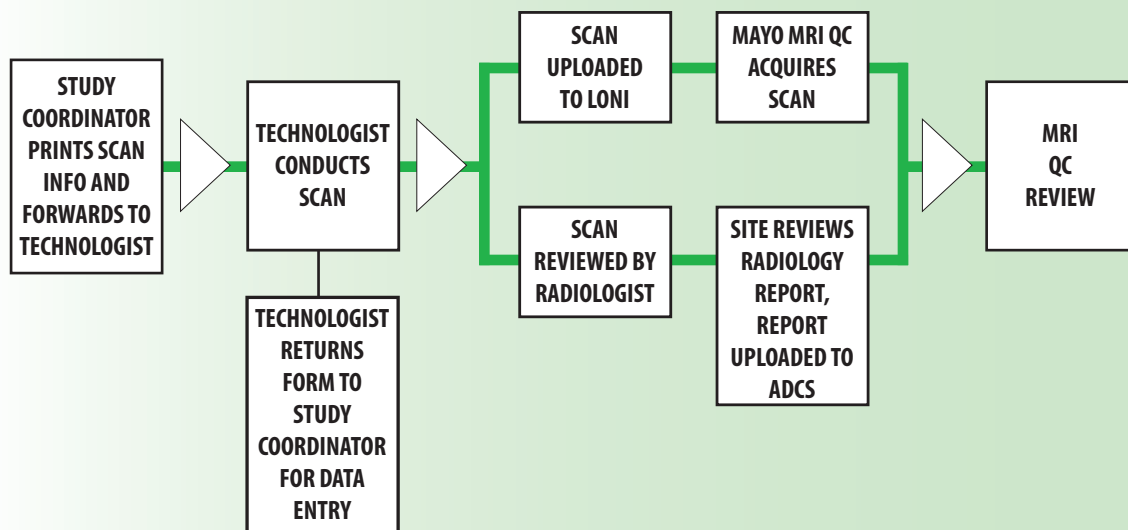 STUDY
COORDINATOR
PRINTS SCAN
INFO AND
FORWARDS TO
TECHNOLOGIST
TECHNOLOGIST
CONDUCTS
SCAN
TECHNOLOGIST
RETURNS
FORM TO
STUDY
COORDINATOR
FOR DATA
ENTRY
SCAN
UPLOADED
TO LONI
MAYO MRI QC
ACQUIRES
SCAN
SCAN
REVIEWED BY
RADIOLOGIST
SITE REVIEWS
RADIOLOGY
REPORT,
REPORT
UPLOADED TO
ADCS
MRI
QC
REVIEW